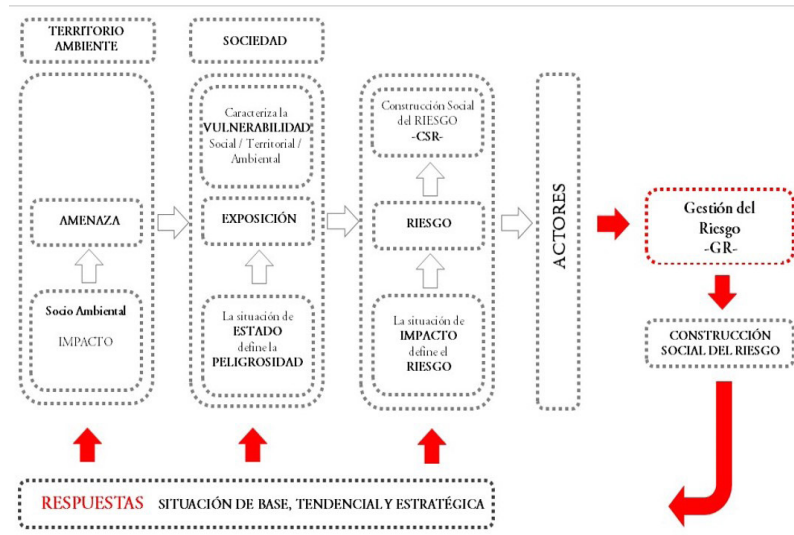 TERRITORIO
AMBIENTE
SOCIEDAD
AMENAZA
Socio Ambiental
IMPACTO
Caracteriza la
VULNERABILIDAD
Social / Territorial /
Ambiental
EXPOSICIÓN
La situación de
ESTADO
define la
PELIGROSIDAD
Construcción Social
del RIESGO
-CSR-
RIESGO
La situación de
IMPACTO
define el
RIESGO
ACTORES
Gestión del
Riesgo
-GR-
CONSTRUCCIÓN
SOCIAL DEL RIESGO
RESPUESTAS SITUACIÓN DE BASE, TENDENCIAL Y ESTRATÉGICA